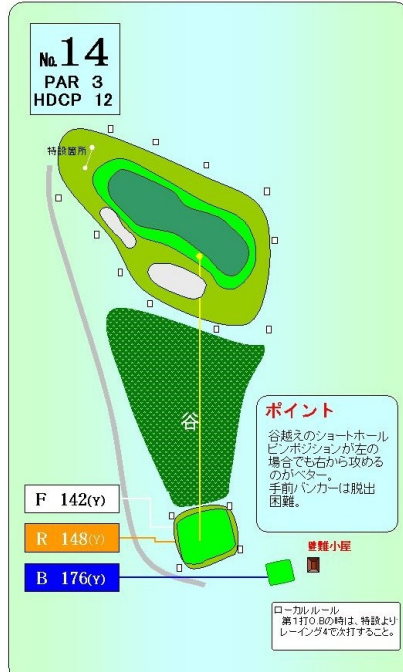 No.14
PAR 3
HDCP 12
特設箇所
谷
ポイント
谷越えのショートホール
ピンポジションが左の
場合でも右から攻める
のがベター。
手前バンカーは脱出
困難。
F 142(Y)
R 148(Y)
B 176(Y)
避難小屋
ローカルルール
第1打O.Bの時は、特設より
レーイング4で次打すること。